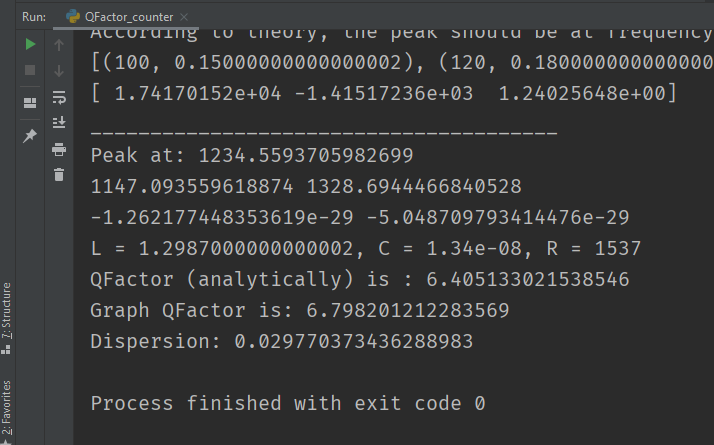 Run: QFactor_counter
According to theory, the peak should be at frequency
[(100, 0.15000000000000002), (120, 0.180000000000000
[ 1.74170152e+04 -1.41517236e+03  1.24025648e+00]
_______________________________________
Peak at: 1234.5593705982699
1147.093559618874 1328.6944466840528
-1.262177448353619e-29 -5.048709793414476e-29
L = 1.2987000000000002, C = 1.34e-08, R = 1537
QFactor (analytically) is : 6.405133021538546
Graph QFactor is: 6.798201212283569
Dispersion: 0.029770373436288983
Process finished with exit code 0
7: Structure
2: Favorites